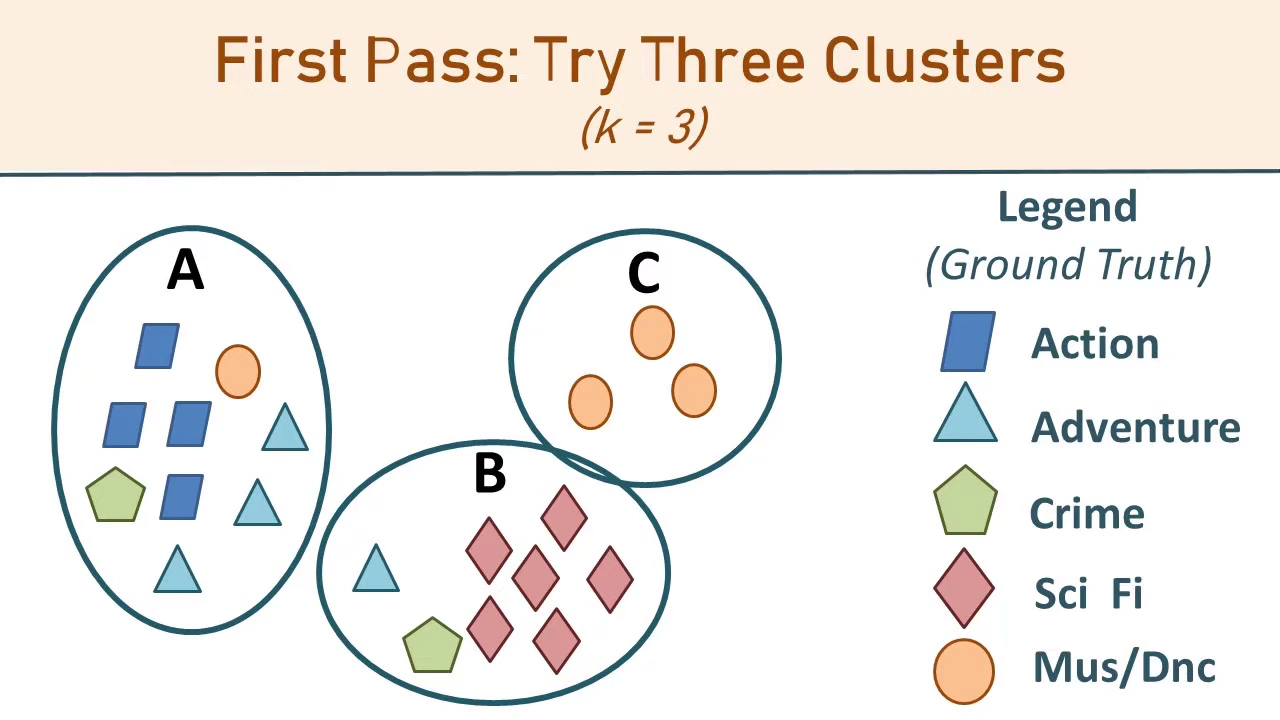 First Pass: Try Three Clusters
(k = 3)
A
C
B
Legend
(Ground Truth)
Action
Adventure
Crime
Sci Fi
Mus/Dnc